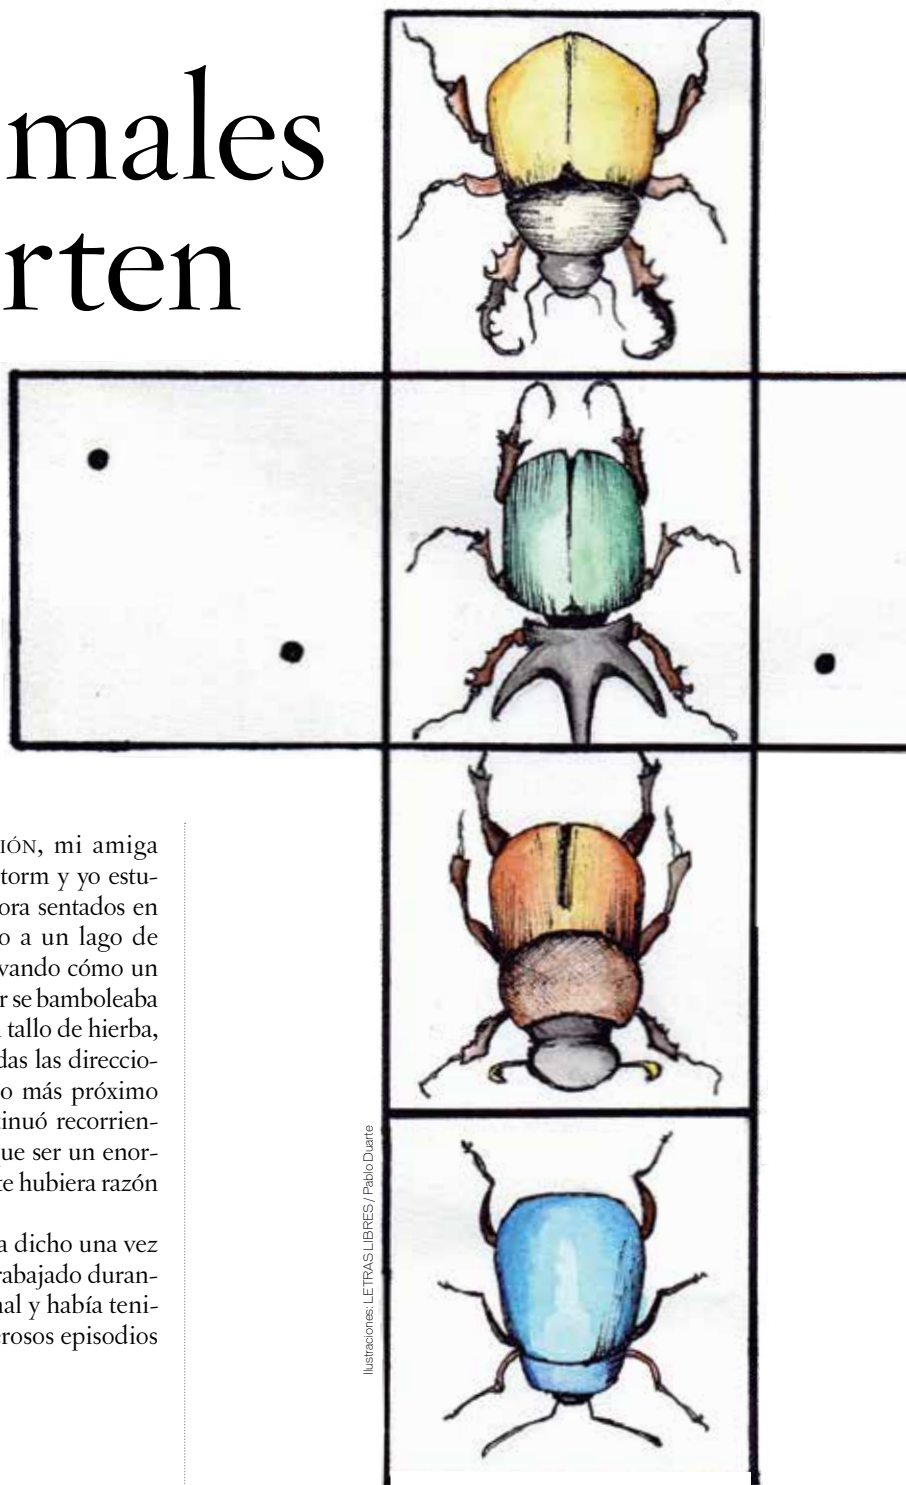 males
rten
IÓN, mi amiga
torm y yo estu-
ora sentados en
o a un lago de
vando cómo un
r se bamboleaba
tallo de hierba,
das las direccio-
o más próximo
tinuó recorrien-
ue ser un enor-
te hubiera razón
a dicho una vez
rabajado duran-
nal y había teni-
erosos episodios
Ilustraciones: LETRAS LIBRES / Pablo Duarte